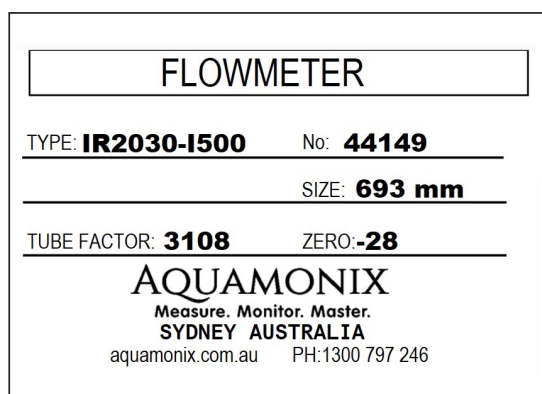 FLOWMETER
TYPE: IR2030-I500 No: 44149
SIZE: 693 mm
TUBE FACTOR: 3108 ZERO:-28
AQUAMONIX
Measure. Monitor. Master.
SYDNEY AUSTRALIA
aquamonix.com.au PH:1300 797 246